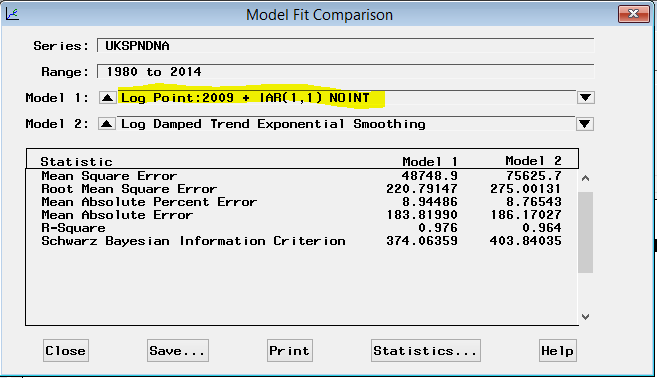 Model Fit Comparison
Series: UKSPNDNA
Range: 1980 to 2014
Model 1: Log Point:2009 + IAR(1,1) NOINT
Model 2: Log Damped Trend Exponential Smoothing
Statistic Model 1 Model 2
Mean Square Error 48748.9 75625.7
Root Mean Square Error 220.79147 275.00131
Mean Absolute Percent Error 8.94486 8.76543
Mean Absolute Error 183.81990 186.17027
R-Square 0.976 0.964
Schwarz Bayesian Information Criterion 374.06359 403.84035
Close Save... Print Statistics... Help